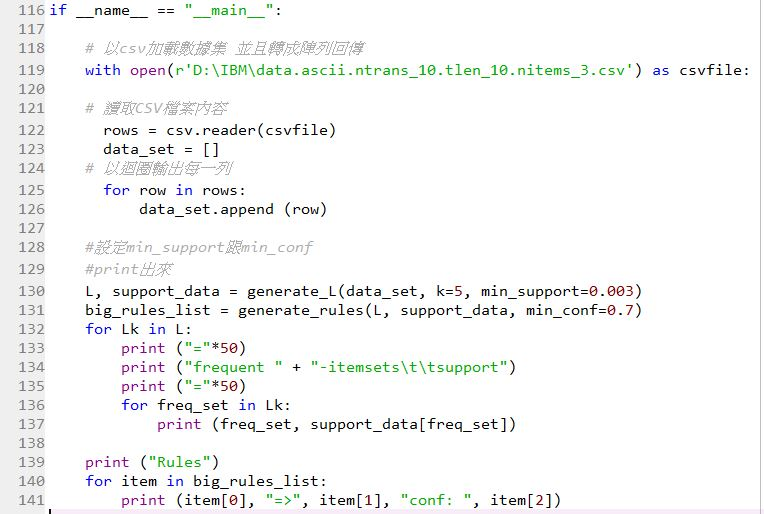 116 if __name__ == "__main__":
117
118     # 以csv加載數據集 並且轉成陣列回傳
119     with open(r'D:\IBM\data.ascii.ntrans_10.tlen_10.nitems_3.csv') as csvfile:
120
121     # 讀取CSV檔案內容
122       rows = csv.reader(csvfile)
123       data_set = []
124     # 以迴圈輸出每一列
125       for row in rows:
126           data_set.append (row)
127
128     #設定min_support跟min_conf
129     #print出來
130     L, support_data = generate_L(data_set, k=5, min_support=0.003)
131     big_rules_list = generate_rules(L, support_data, min_conf=0.7)
132     for Lk in L:
133         print ("="*50)
134         print ("frequent " + "-itemsets\t\tsupport")
135         print ("="*50)
136         for freq_set in Lk:
137             print (freq_set, support_data[freq_set])
138
139     print ("Rules")
140     for item in big_rules_list:
141         print (item[0], "=>", item[1], "conf: ", item[2])